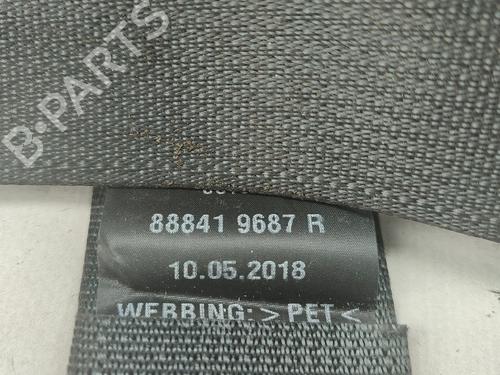 B-PARTS
88841 9687 R
10.05.2018
WEBBING: > PET <